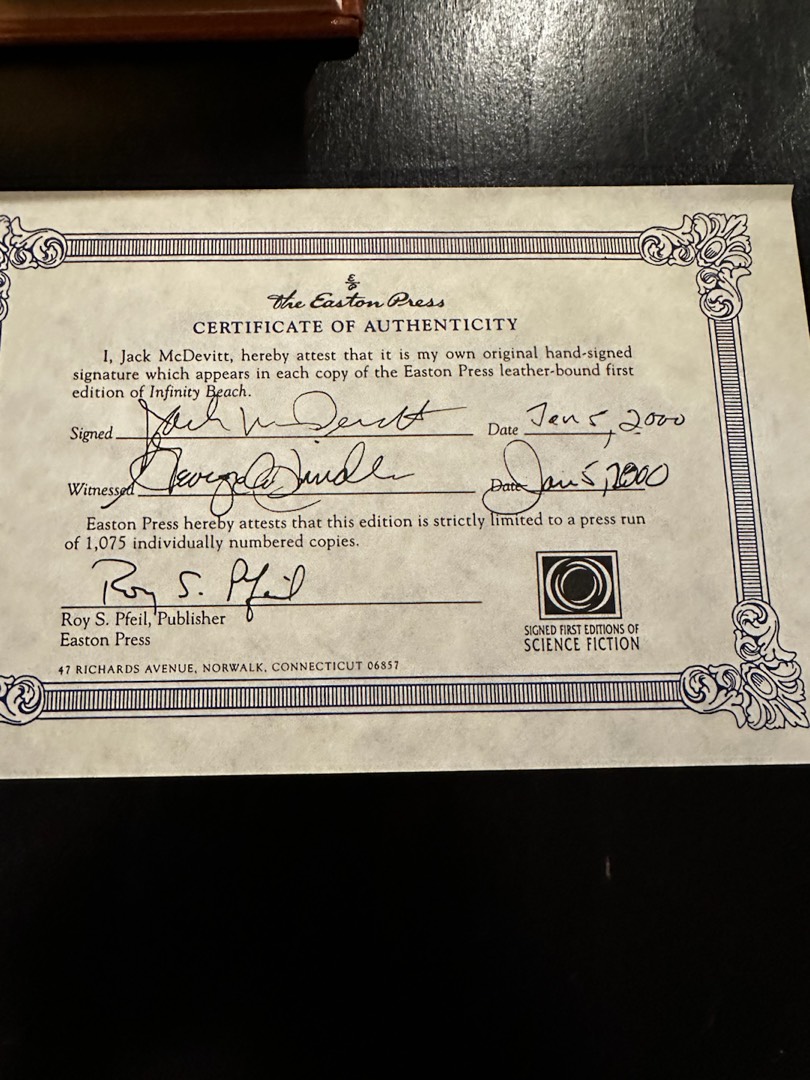 The Easton Press
CERTIFICATE OF AUTHENTICITY
I, Jack McDevitt, hereby attest that it is my own original hand-signed
signature which appears in each copy of the Easton Press leather-bound first
edition of Infinity Beach.
Signed Jack McDevitt Date Jan 5, 2000
Witnessed Date Jan 5, 2000
Easton Press hereby attests that this edition is strictly limited to a press run
of 1,075 individually numbered copies.
Roy S. Pfeil
Roy S. Pfeil, Publisher
Easton Press
SIGNED FIRST EDITIONS OF
SCIENCE FICTION
47 RICHARDS AVENUE, NORWALK, CONNECTICUT 06857